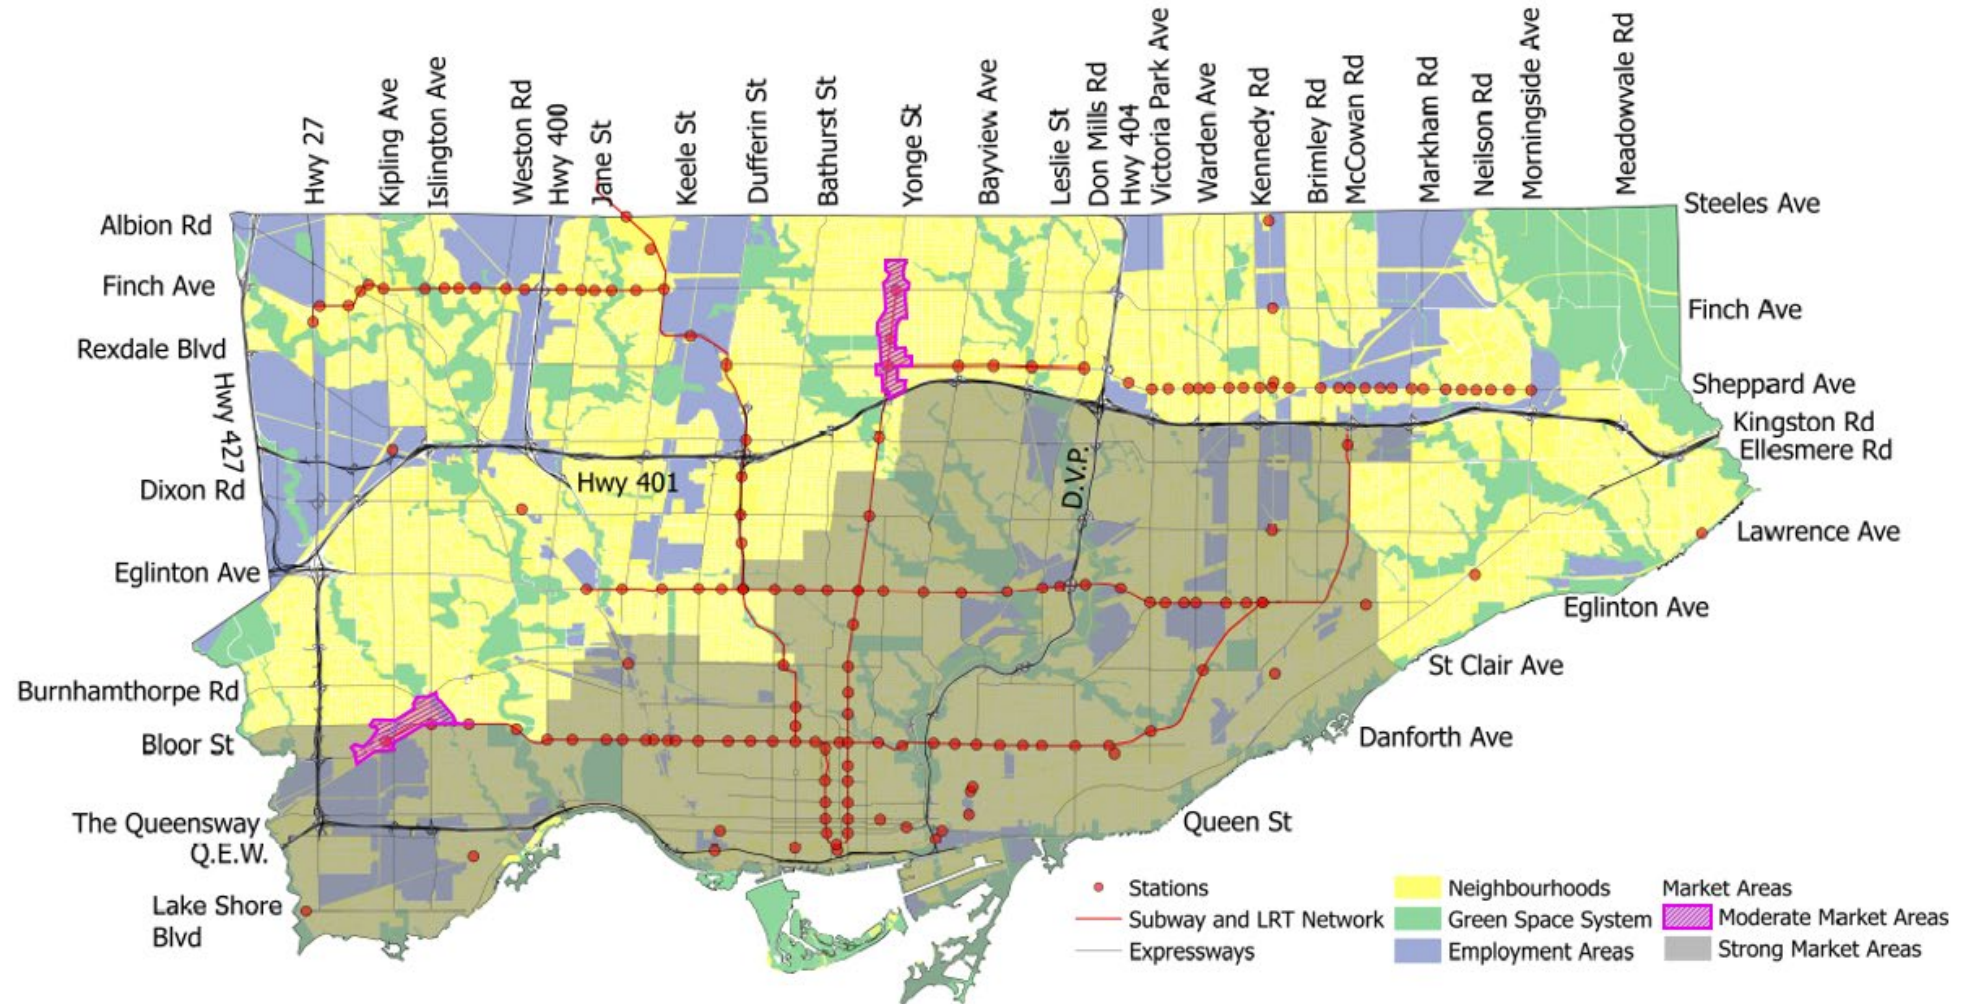 Hwy 27
Kipling Ave
Islington Ave
Weston Rd
Hwy 400
Jane St
Keele St
Dufferin St
Bathurst St
Yonge St
Bayview Ave
Leslie St
Don Mills Rd
Hwy 404
Victoria Park Ave
Warden Ave
Kennedy Rd
Brimley Rd
McCowan Rd
Markham Rd
Neilson Rd
Morningside Ave
Meadowvale Rd
Albion Rd
Finch Ave
Rexdale Blvd
Hwy 427
Dixon Rd
Eglinton Ave
Burnhamthorpe Rd
Bloor St
The Queensway
Q.E.W.
Lake Shore
Blvd
Hwy 401
D.V.P.
Steeles Ave
Finch Ave
Sheppard Ave
Kingston Rd
Ellesmere Rd
Lawrence Ave
Eglinton Ave
St Clair Ave
Danforth Ave
Queen St
Stations
Subway and LRT Network
Expressways
Neighbourhoods
Green Space System
Employment Areas
Market Areas
Moderate Market Areas
Strong Market Areas